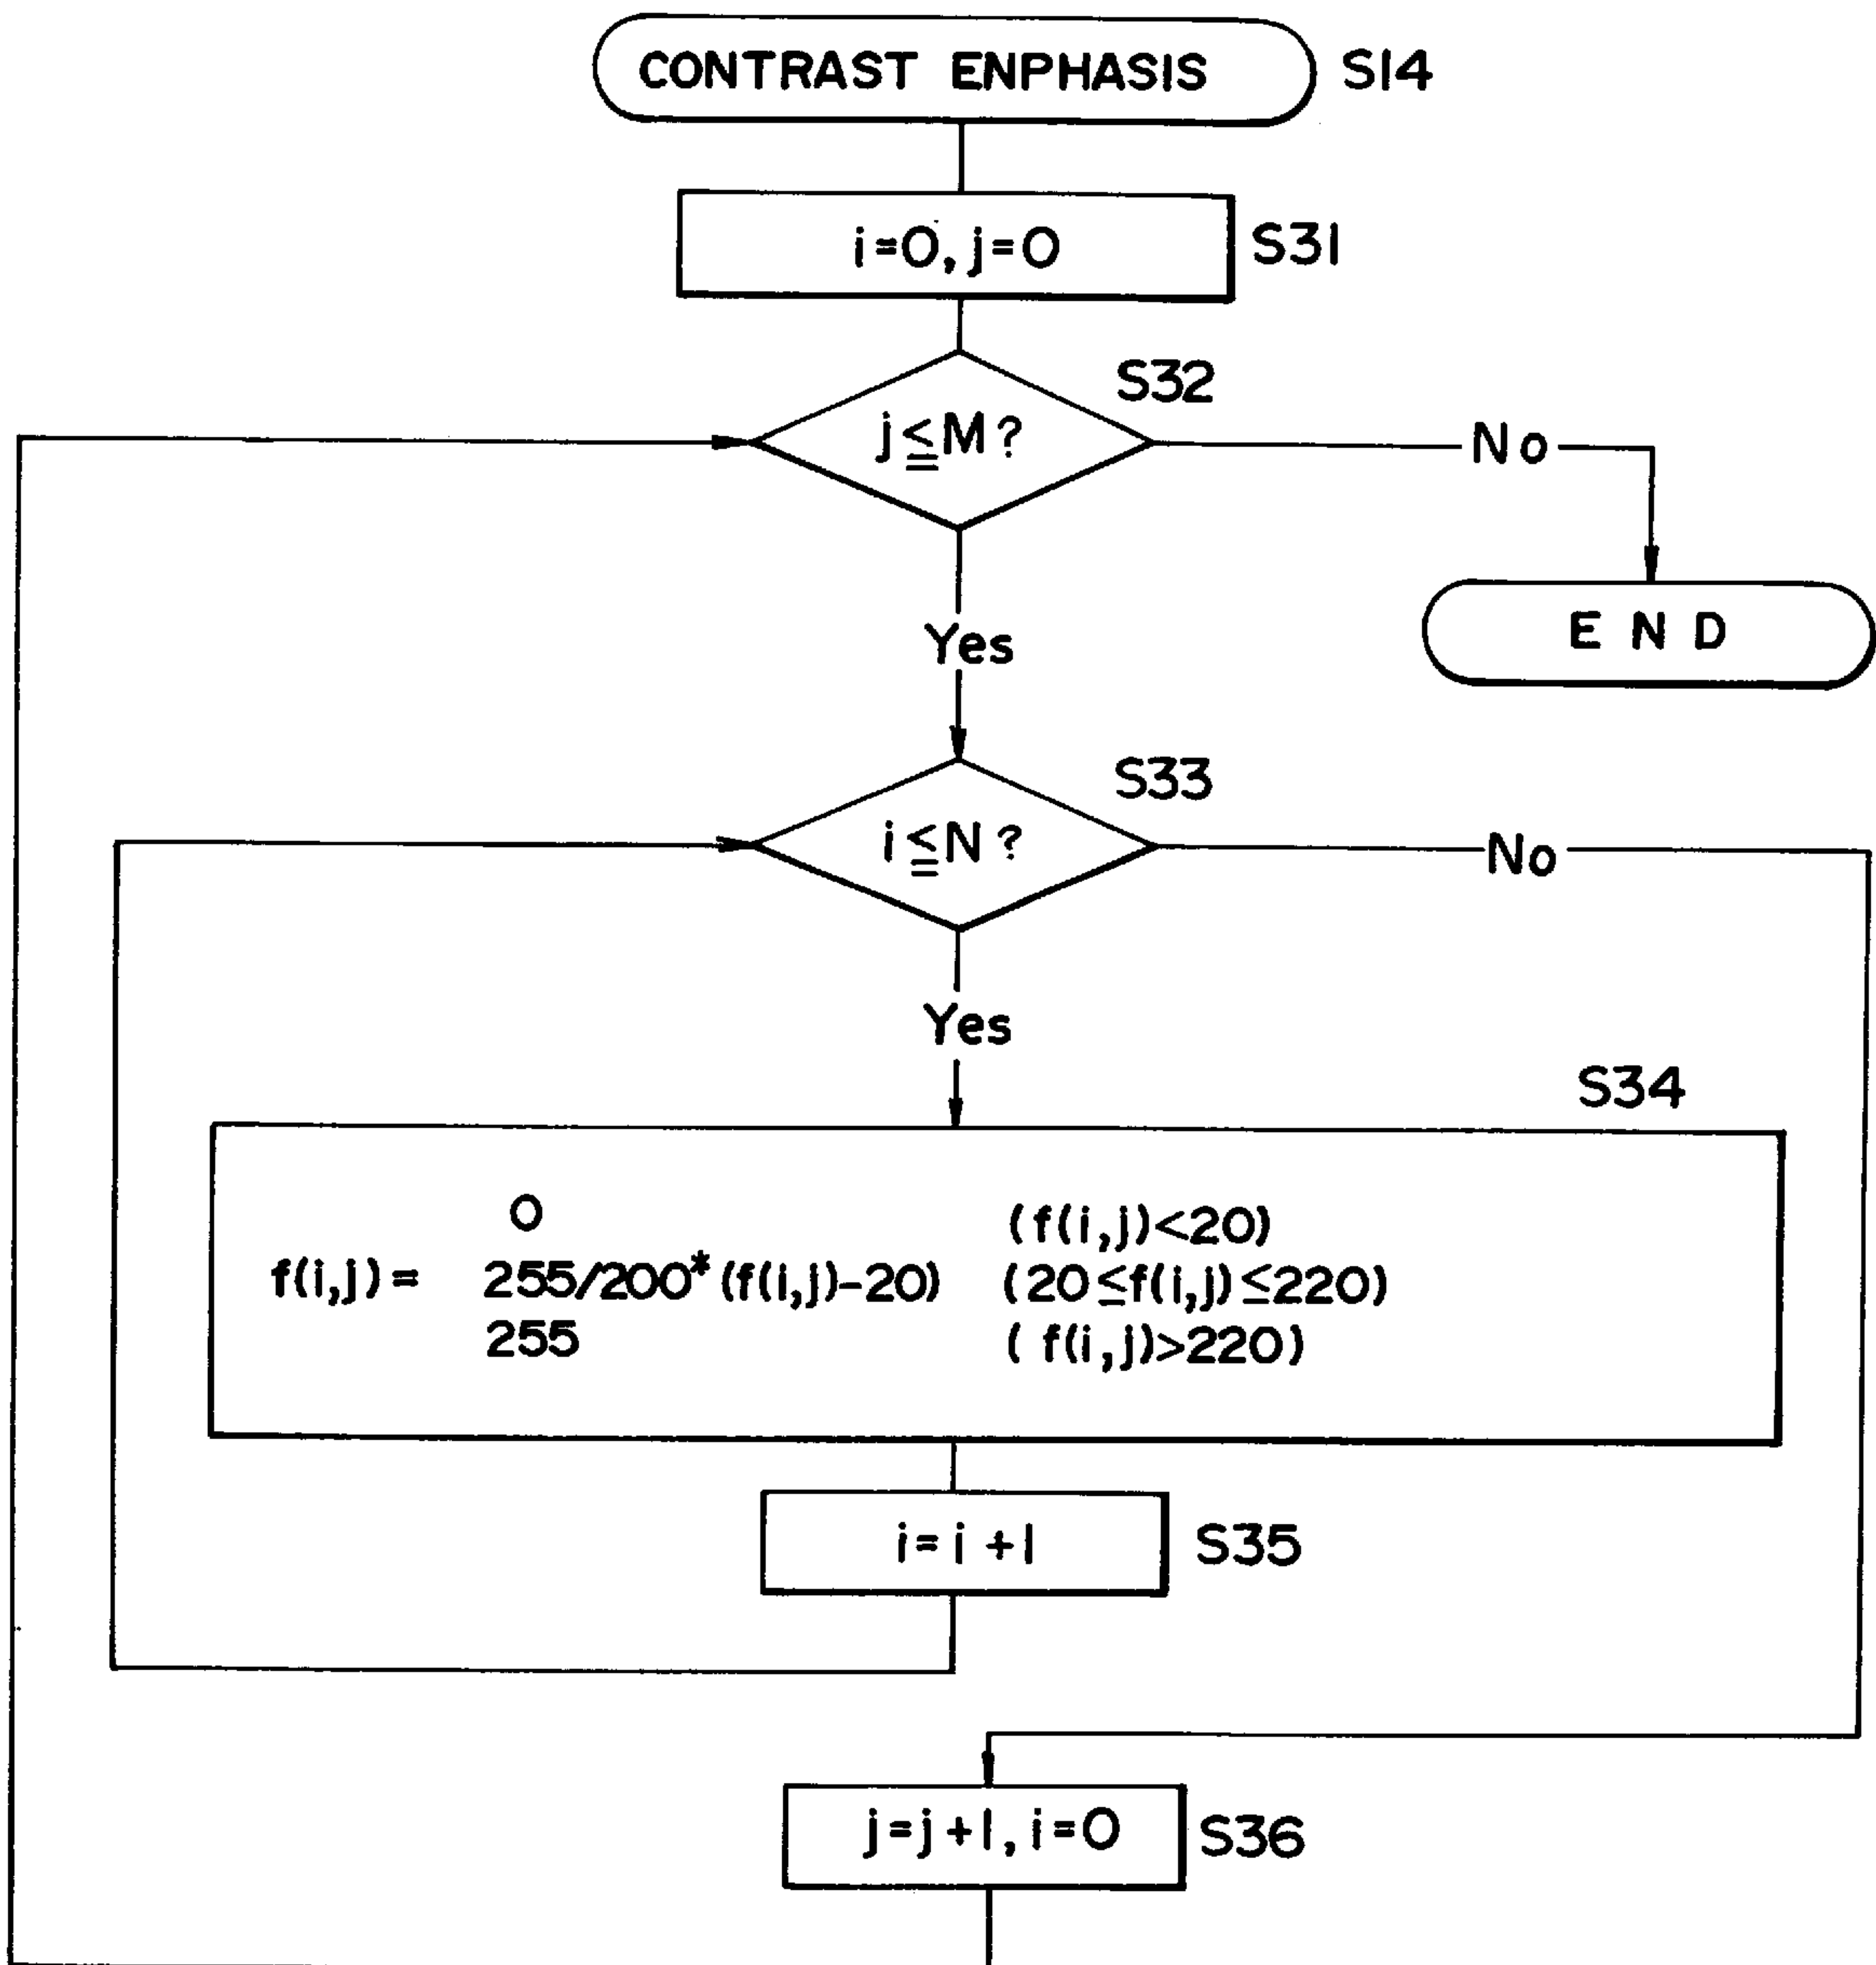 CONTRAST ENPHASIS S14
i=0, j=0 S31
S32
j≦M?
No
END
Yes
S33
i≦N?
No
Yes
S34
0 (f(i,j)<20)
f(i,j)= 255/200*(f(i,j)-20) (20≤f(i,j)≤220)
255 (f(i,j)>220)
i=i+1 S35
j=j+1, i=0 S36